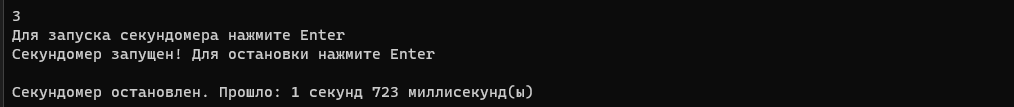 3
Для запуска секундомера нажмите Enter
Секундомер запущен! Для остановки нажмите Enter
Секундомер остановлен. Прошло: 1 секунд 723 миллисекунд(ы)